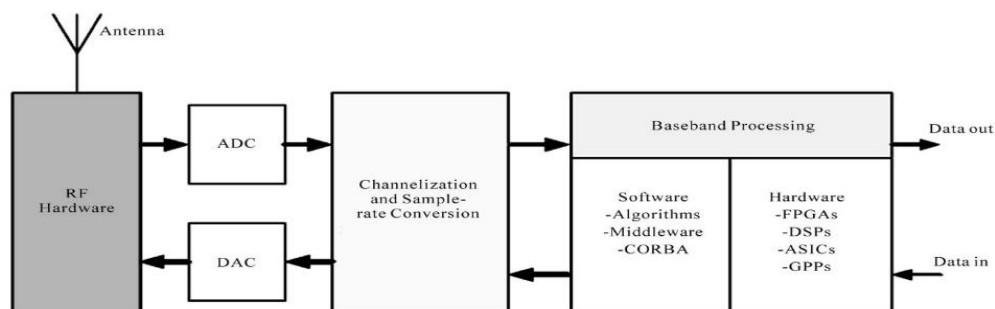 Antenna
RF
Hardware
ADC
DAC
Channelization
and Sample-
rate Conversion
Baseband Processing
Software
-Algorithms
-Middleware
-CORBA
Hardware
-FPGAs
-DSPs
-ASICs
-GPPs
Data out
Data in